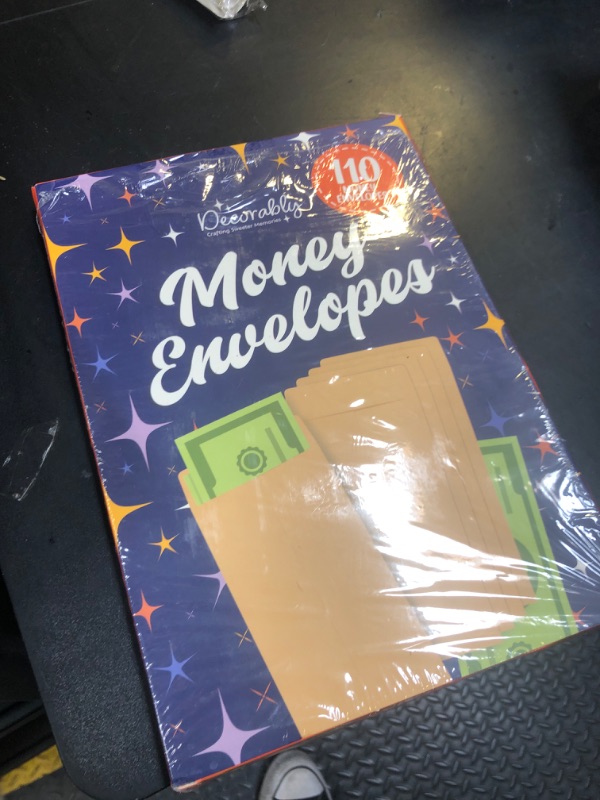 110
Decorably
Crafting Sweeter Memories
Money
Envelopes